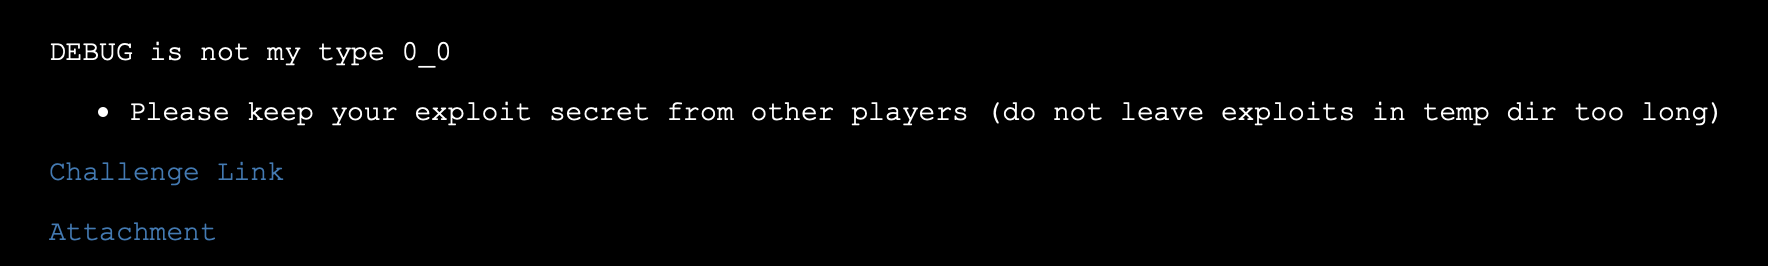 DEBUG is not my type 0_0
• Please keep your exploit secret from other players (do not leave exploits in temp dir too long)
Challenge Link
Attachment